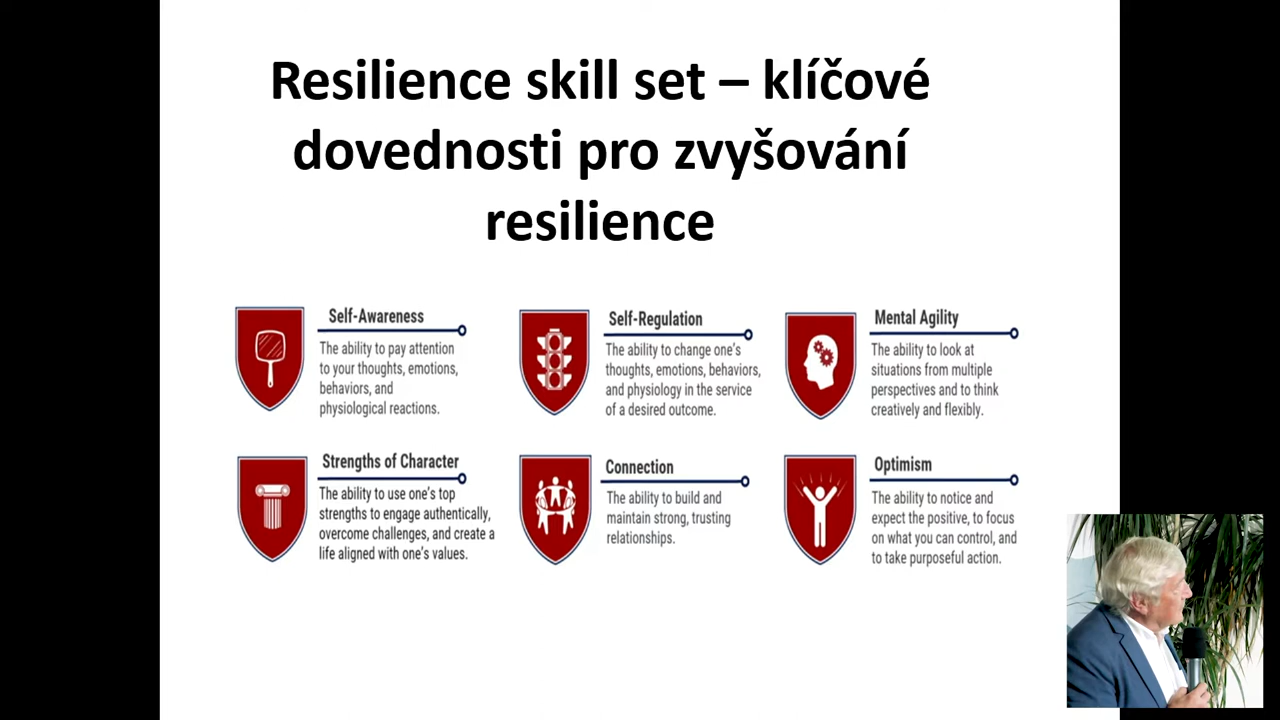 Resilience skill set – klíčové
dovednosti pro zvyšování
resilience
Self-Awareness
The ability to pay attention
to your thoughts, emotions,
behaviors, and
physiological reactions.
Self-Regulation
The ability to change one's
thoughts, emotions, behaviors,
and physiology in the service
of a desired outcome.
Mental Agility
The ability to look at
situations from multiple
perspectives and to think
creatively and flexibly.
Strengths of Character
The ability to use one's top
strengths to engage authentically,
overcome challenges, and create a
life aligned with one's values.
Connection
The ability to build and
maintain strong, trusting
relationships.
Optimism
The ability to notice and
expect the positive, to focus
on what you can control, and
to take purposeful action.